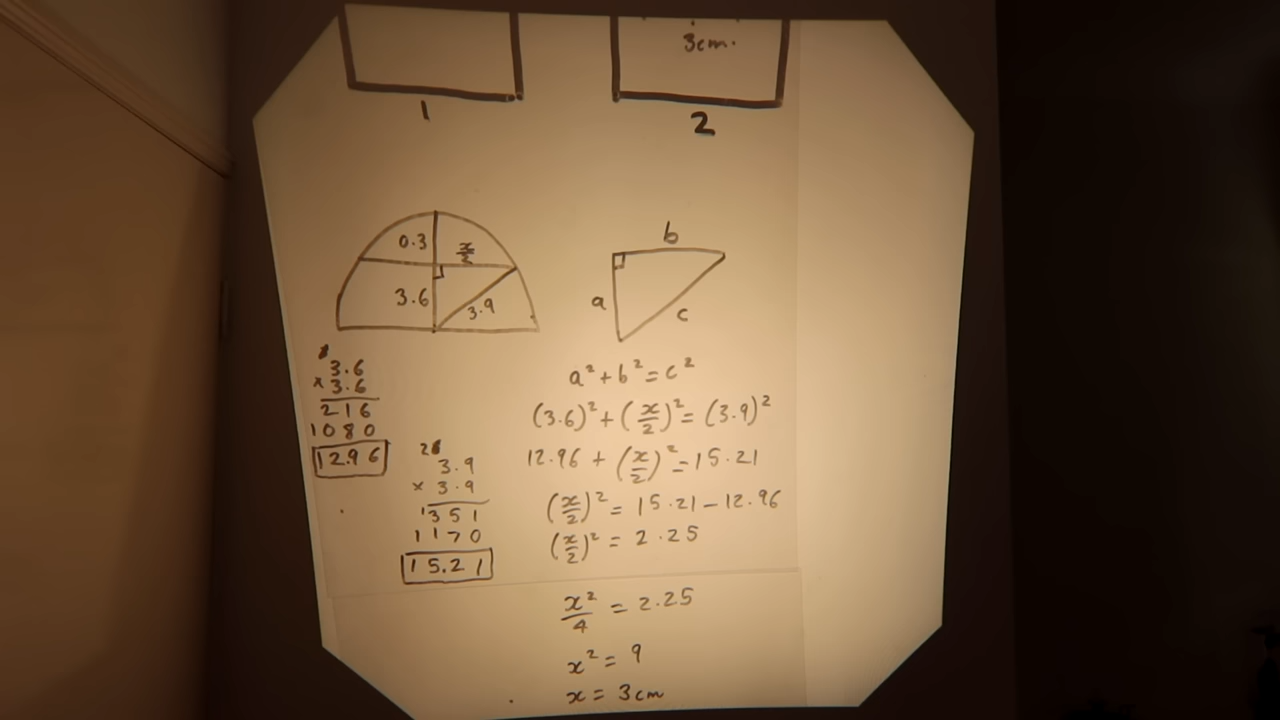 3cm.
1
2
0.3
x/2
3.6
3.9
b
a
c
3.6
× 3.6
216
1080
12.96
3.9
× 3.9
351
1170
15.21
a² + b² = c²
(3.6)² + (x/2)² = (3.9)²
12.96 + (x/2)² = 15.21
(x/2)² = 15.21 - 12.96
(x/2)² = 2.25
x²/4 = 2.25
x² = 9
x = 3cm